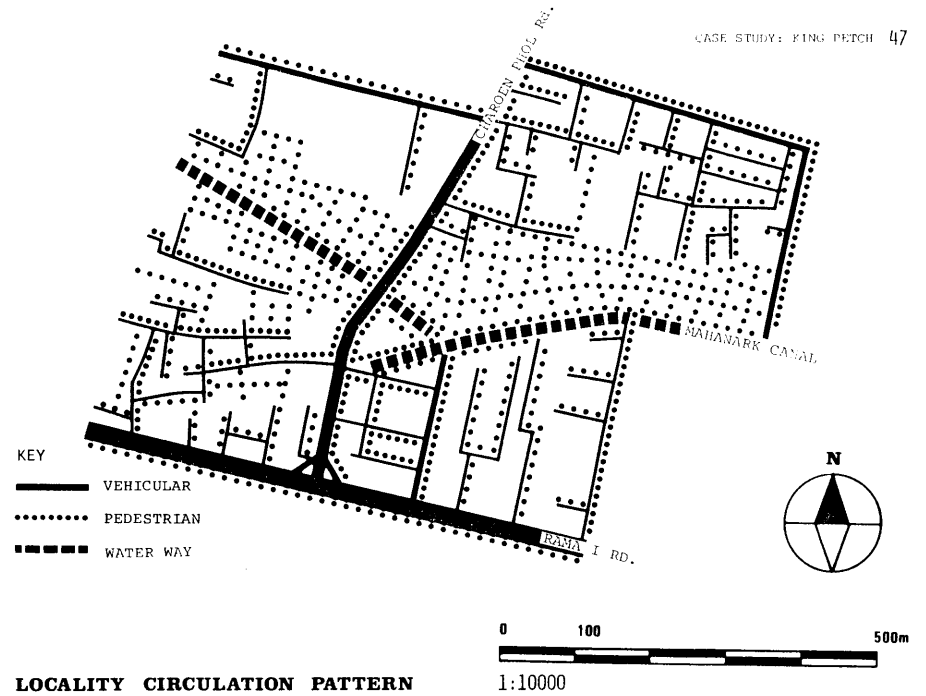 CASE STUDY: KING PETCH 47
CHAROEN PHOL Rd.
MAHANARK CANAL
KEY
VEHICULAR
PEDESTRIAN
WATER WAY
RAMA I RD.
N
0 100 500m
1:10000
LOCALITY CIRCULATION PATTERN